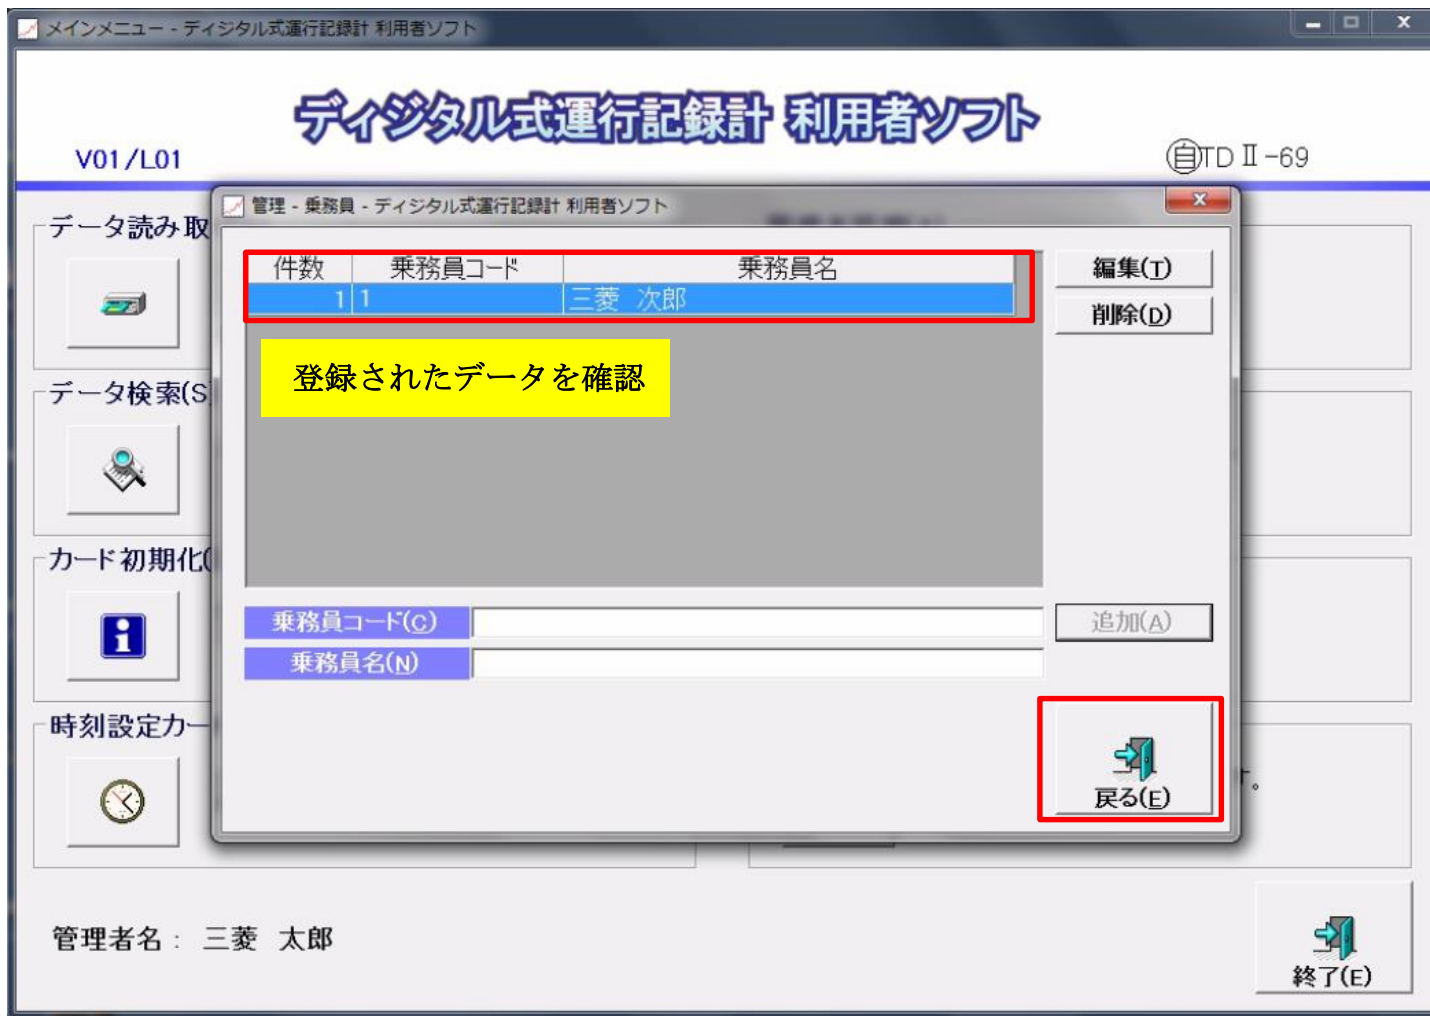 メインメニュー - ディジタル式運行記録計 利用者ソフト
ディジタル式運行記録計 利用者ソフト
V01/L01
㊀TDⅡ-69
管理 - 乗務員 - ディジタル式運行記録計 利用者ソフト
データ読み取
件数 乗務員コード 乗務員名
1 1 三菱 次郎
編集(T)
削除(D)
登録されたデータを確認
データ検索(S
カード初期化(
乗務員コード(C)
追加(A)
乗務員名(N)
時刻設定カー
戻る(E)
す。
管理者名: 三菱 太郎
終了(E)